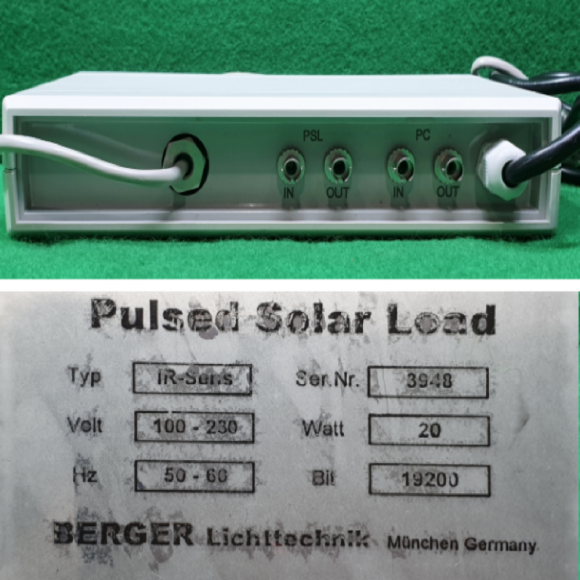 PSL PC
IN OUT IN OUT
Pulsed Solar Load
Typ IR-Sens Ser.Nr. 3948
Volt 100 - 230 Watt 20
Hz 50 - 60 Bit 19200
BERGER Lichttechnik München Germany